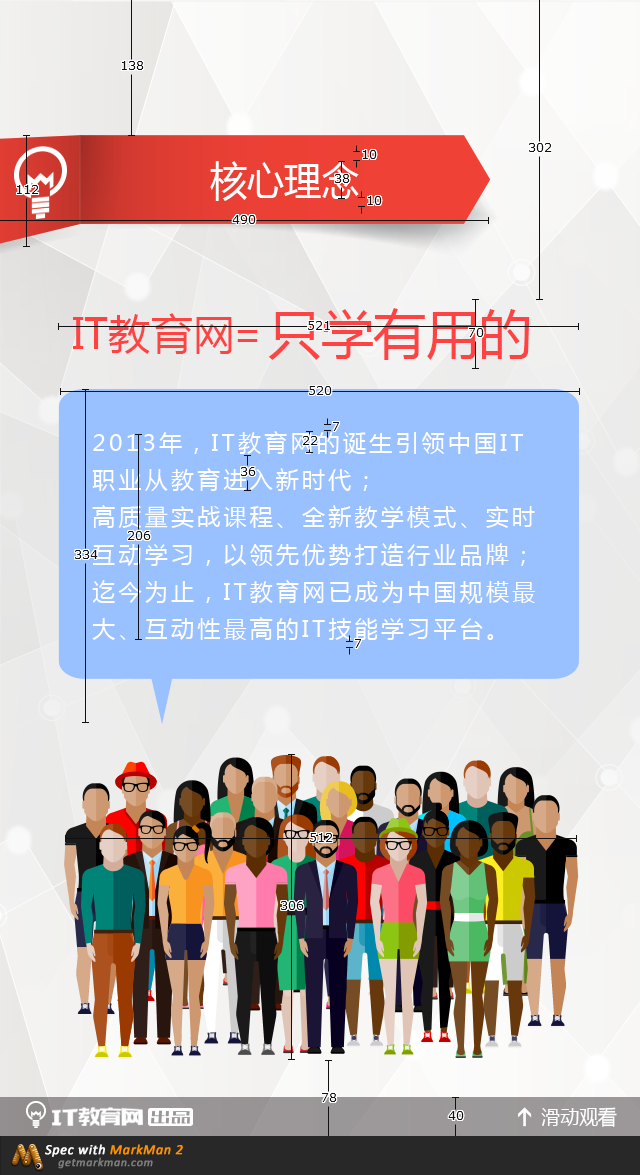 138
302
10
核心理念
38
112
10
490
521
IT教育网=只学有用的
70
520
7
2013年，IT教育网的诞生引领中国IT
22
36
职业从教育进入新时代；
高质量实战课程、全新教学模式、实时
206
334
互动学习，以领先优势打造行业品牌；
迄今为止，IT教育网已成为中国规模最
大、互动性最高的IT技能学习平台。
7
512
306
78
40
IT教育网 出品
滑动观看
Spec with MarkMan 2
getmarkman.com